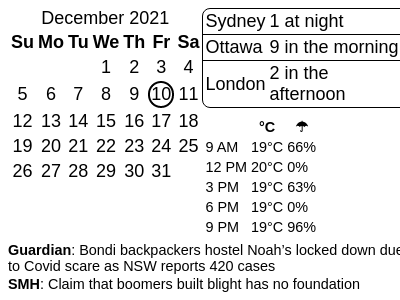 December 2021
Su Mo Tu We Th Fr Sa
1 2 3 4
5 6 7 8 9 10 11
12 13 14 15 16 17 18
19 20 21 22 23 24 25
26 27 28 29 30 31
Sydney 1 at night
Ottawa 9 in the morning
London 2 in the
afternoon
°C ☂
9 AM 19°C 66%
12 PM 20°C 0%
3 PM 19°C 63%
6 PM 19°C 0%
9 PM 19°C 96%
Guardian: Bondi backpackers hostel Noah’s locked down due
to Covid scare as NSW reports 420 cases
SMH: Claim that boomers built blight has no foundation